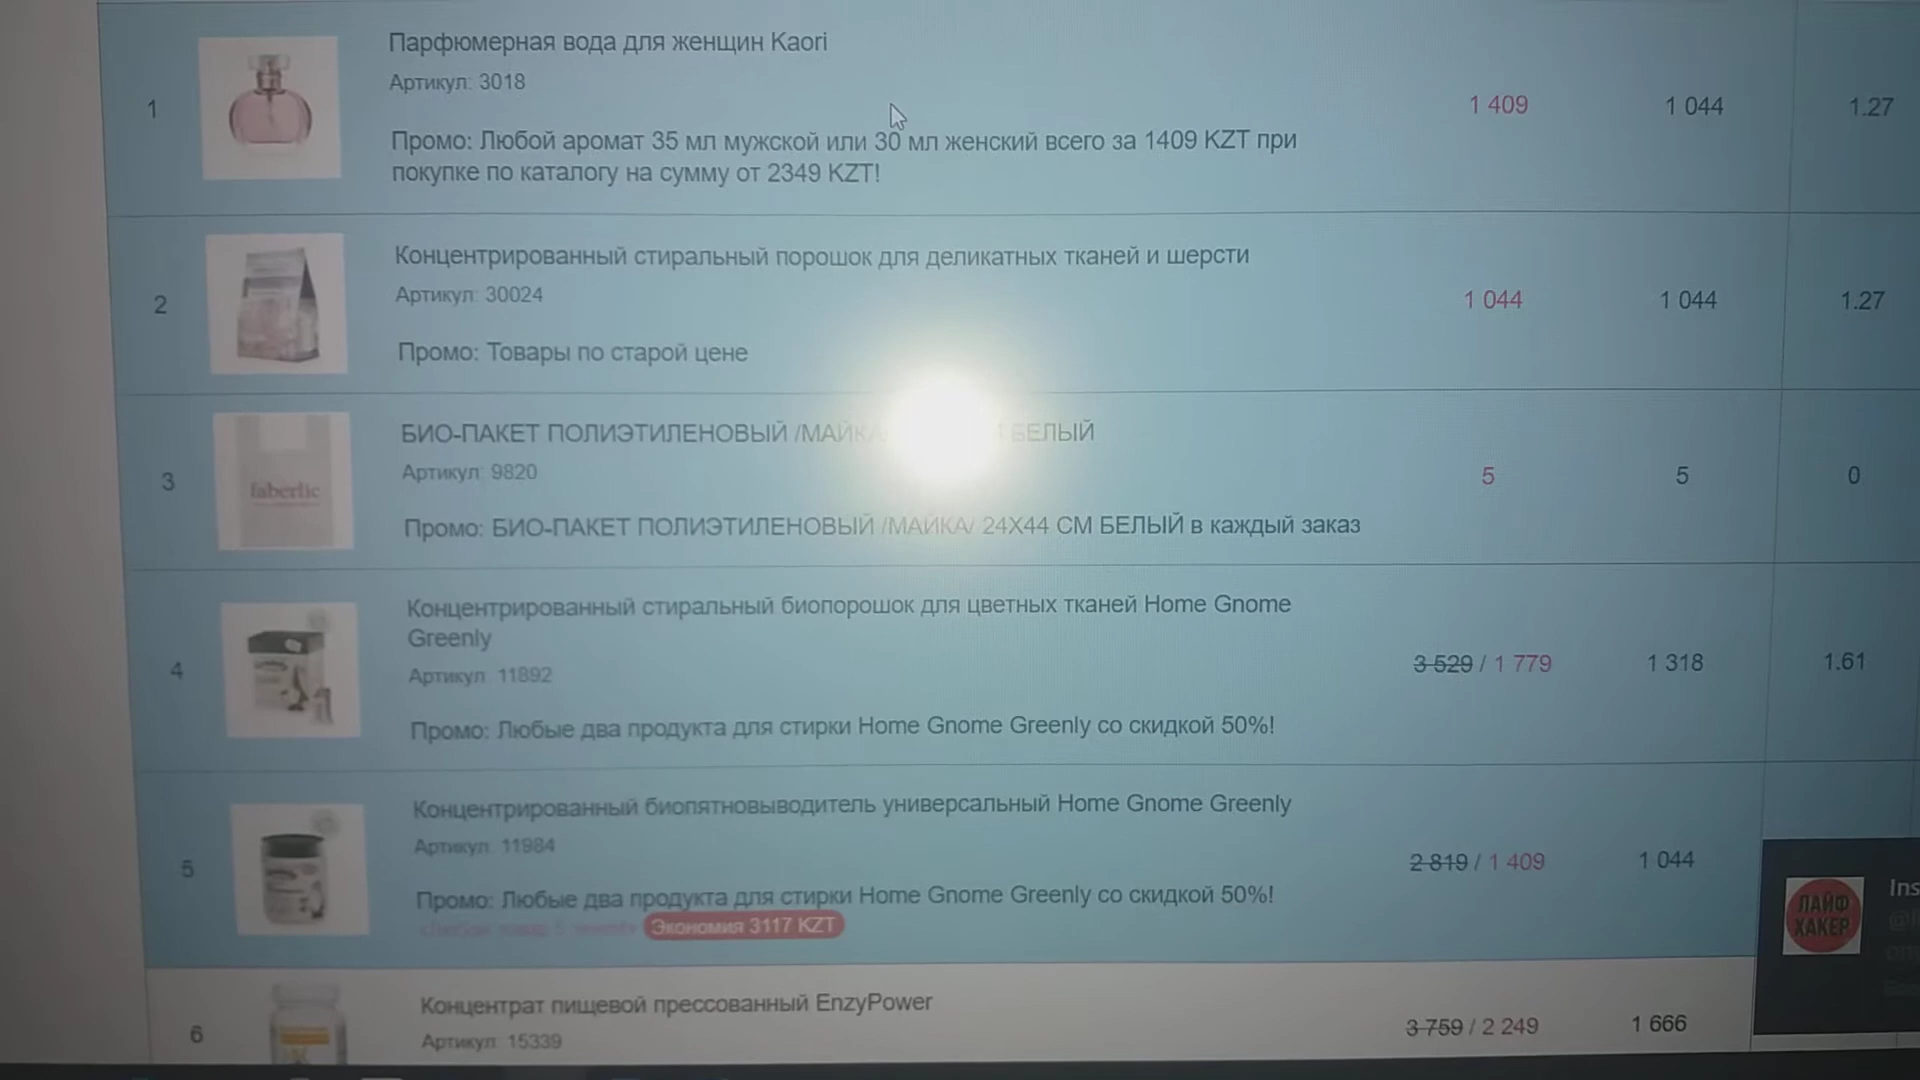 1
Парфюмерная вода для женщин Kaori
Артикул: 3018
Промо: Любой аромат 35 мл мужской или 30 мл женский всего за 1409 KZT при
покупке по каталогу на сумму от 2349 KZT!
1 409
1 044
1.27
2
Концентрированный стиральный порошок для деликатных тканей и шерсти
Артикул: 30024
Промо: Товары по старой цене
1 044
1 044
1.27
3
faberlic
БИО-ПАКЕТ ПОЛИЭТИЛЕНОВЫЙ /МАЙКА БЕЛЫЙ
Артикул: 9820
Промо: БИО-ПАКЕТ ПОЛИЭТИЛЕНОВЫЙ /МАЙКА/ 24X44 СМ БЕЛЫЙ в каждый заказ
5
5
0
4
Концентрированный стиральный биопорошок для цветных тканей Home Gnome
Greenly
Артикул: 11892
Промо: Любые два продукта для стирки Home Gnome Greenly со скидкой 50%!
3 529 / 1 779
1 318
1.61
5
Концентрированный биопятновыводитель универсальный Home Gnome Greenly
Артикул: 11984
Промо: Любые два продукта для стирки Home Gnome Greenly со скидкой 50%!
Экономия 3117 KZT
2 819 / 1 409
1 044
ЛАЙФ
ХАКЕР
Ins
6
Концентрат пищевой прессованный EnzyPower
Артикул: 15339
3 759 / 2 249
1 666